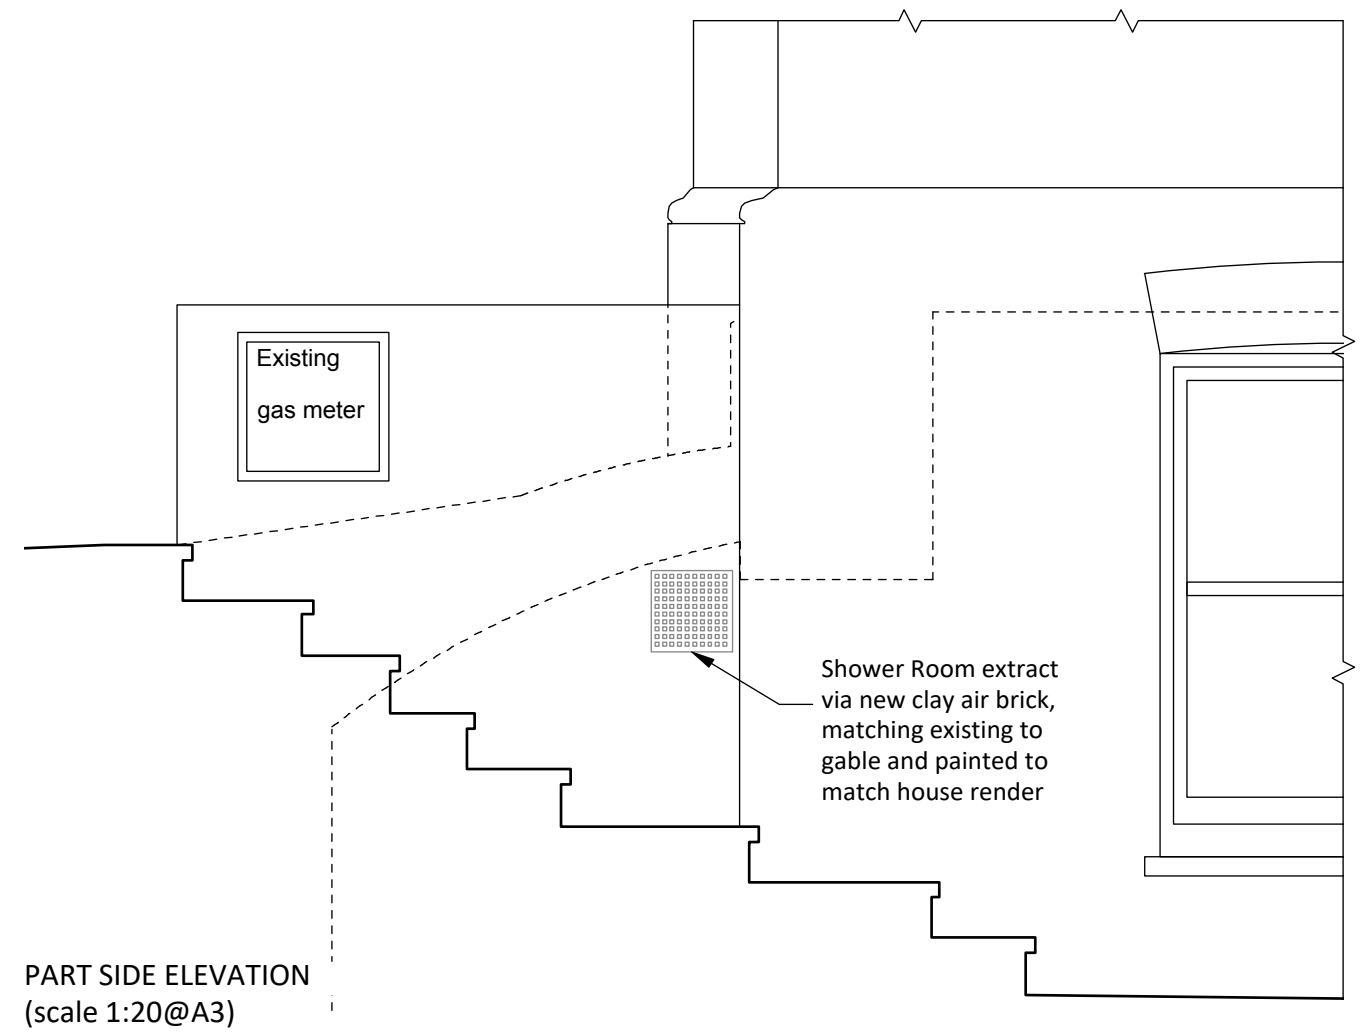 Existing
gas meter
Shower Room extract
via new clay air brick,
matching existing to
gable and painted to
match house render
PART SIDE ELEVATION
(scale 1:20@A3)